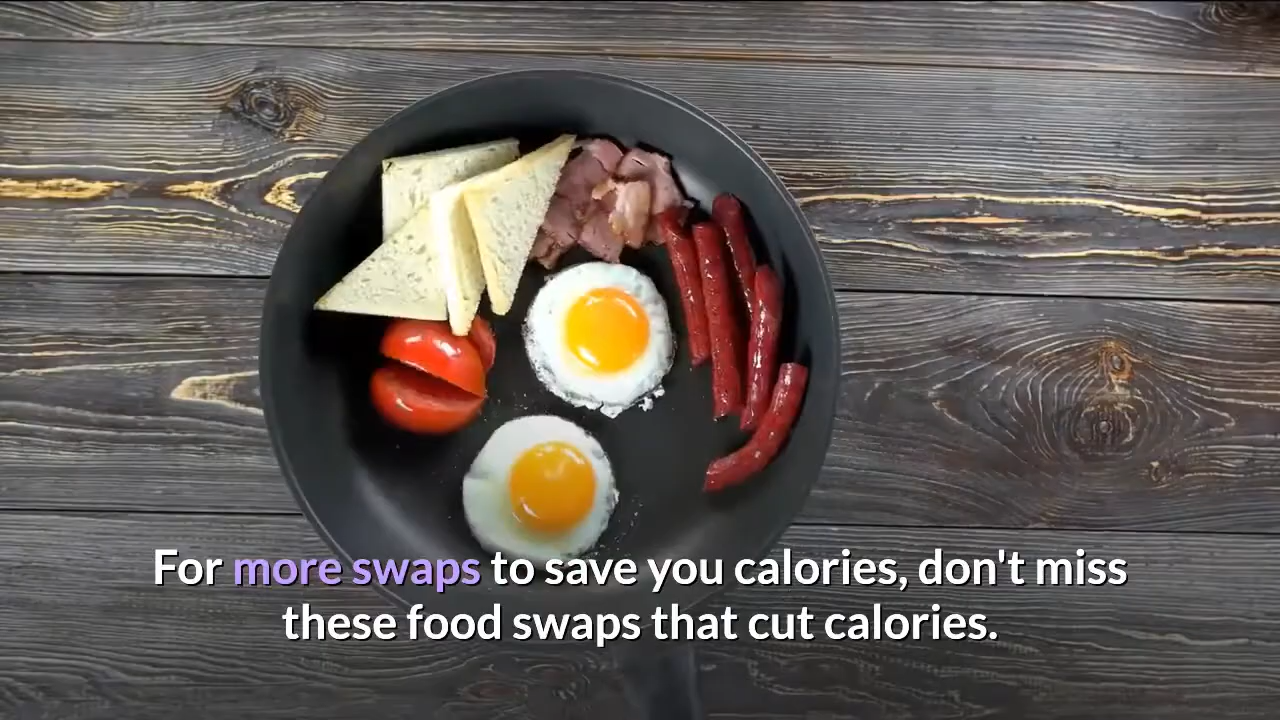 For more swaps to save you calories, don't miss
these food swaps that cut calories.